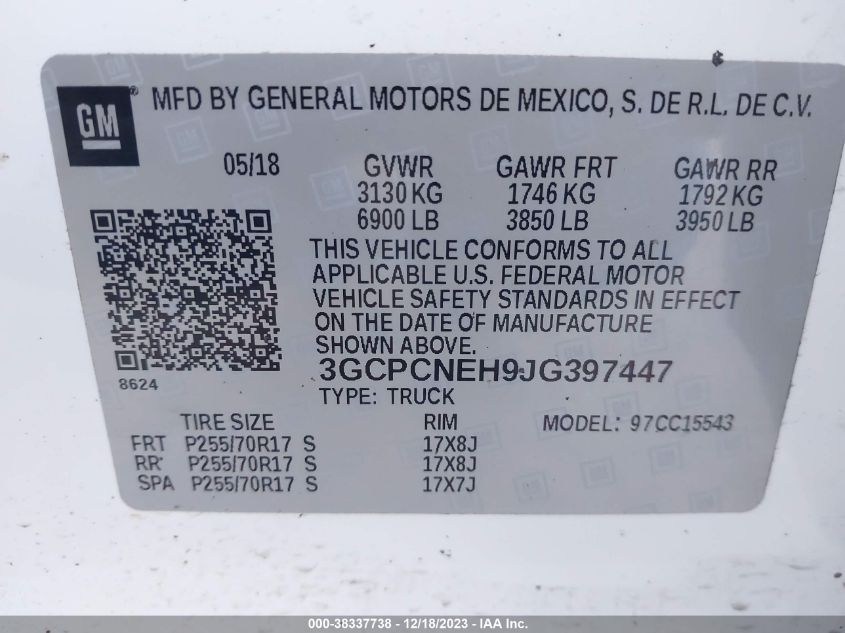 GM ® MFD BY GENERAL MOTORS DE MEXICO, S. DE R.L. DE C.V.
05/18 GVWR GAWR FRT GAWR RR
3130 KG 1746 KG 1792 KG
6900 LB 3850 LB 3950 LB
THIS VEHICLE CONFORMS TO ALL
APPLICABLE U.S. FEDERAL MOTOR
VEHICLE SAFETY STANDARDS IN EFFECT
ON THE DATE OF MANUFACTURE
SHOWN ABOVE.
3GCPCNEH9JG397447
8624
TYPE: TRUCK
TIRE SIZE RIM MODEL: 97CC15543
FRT P255/70R17 S 17X8J
RR P255/70R17 S 17X8J
SPA P255/70R17 S 17X7J
000-38337738 - 12/18/2023 - IAA Inc.